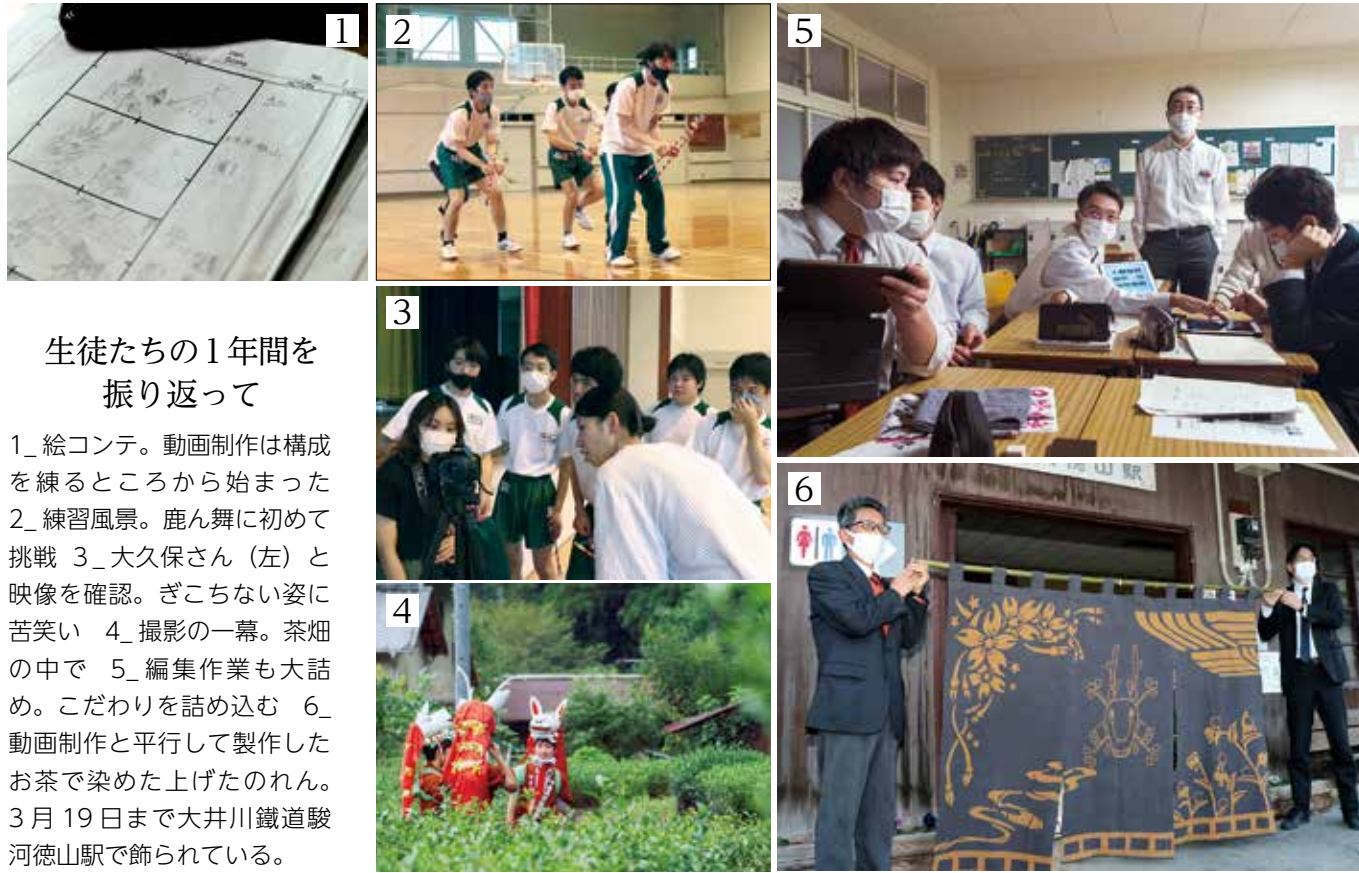 1
2
3
4
5
6
山駅
生徒たちの1年間を
振り返って
1_ 絵コンテ。動画制作は構成
を練るところから始まった
2_ 練習風景。鹿ん舞に初めて
挑戦 3_大久保さん（左）と
映像を確認。ぎこちない姿に
苦笑い 4_ 撮影の一幕。茶畑
の中で 5_ 編集作業も大詰
め。こだわりを詰め込む 6_
動画制作と平行して製作した
お茶で染めた上げたのれん。
3月19日まで大井川鐵道駿
河徳山駅で飾られている。